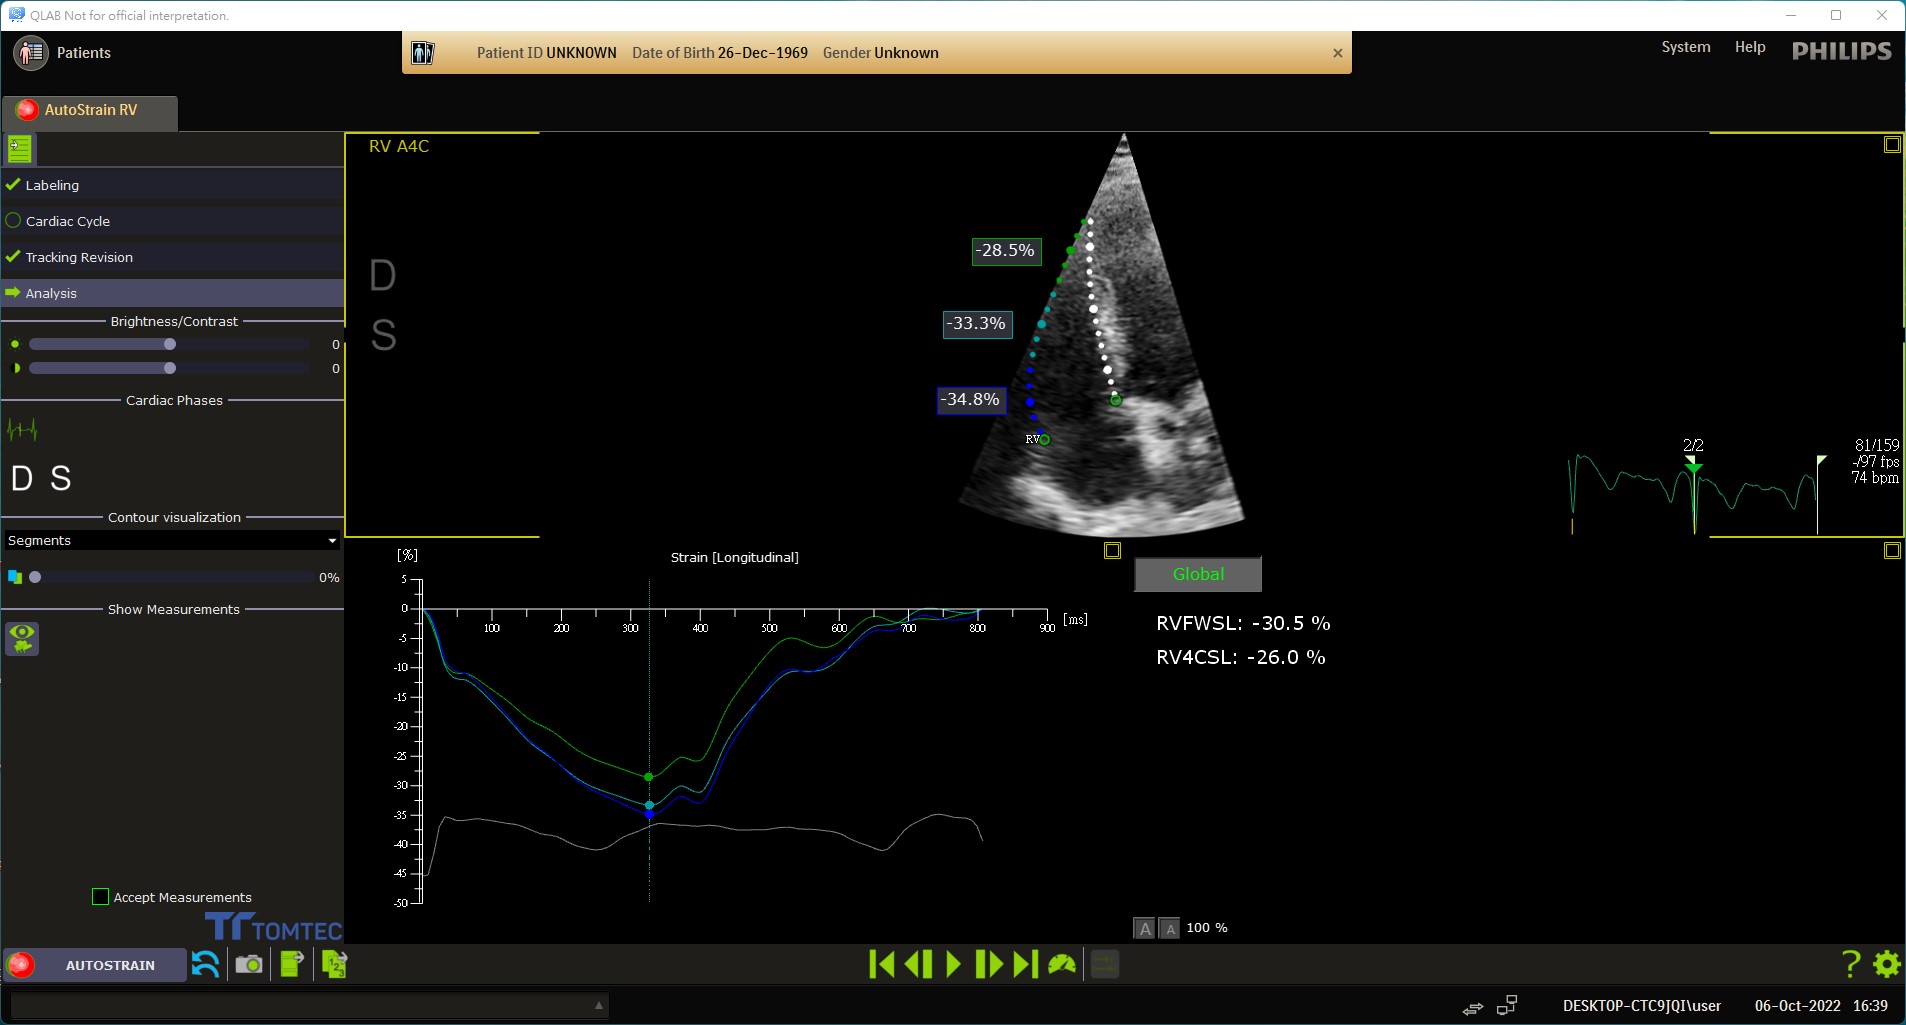 QLAB Not for official interpretation.
Patients
Patient ID UNKNOWN Date of Birth 26-Dec-1969 Gender Unknown
System Help PHILIPS
AutoStrain RV
Labeling
Cardiac Cycle
Tracking Revision
Analysis
Brightness/Contrast
0
0
Cardiac Phases
D S
Contour visualization
Segments
0%
Show Measurements
Accept Measurements
TOMTEC
RV A4C
D
S
-28.5%
-33.3%
-34.8%
RV
2/2
81/159
-/97 fps
74 bpm
[%] Strain [Longitudinal]
5
0
-5
-10
-15
-20
-25
-30
-35
-40
-45
-50
100 200 300 400 500 600 700 800 900 [ms]
Global
RVFWSL: -30.5 %
RV4CSL: -26.0 %
A A 100 %
AUTOSTRAIN
1 2 3
?
DESKTOP-CTC9JQI\user 06-Oct-2022 16:39